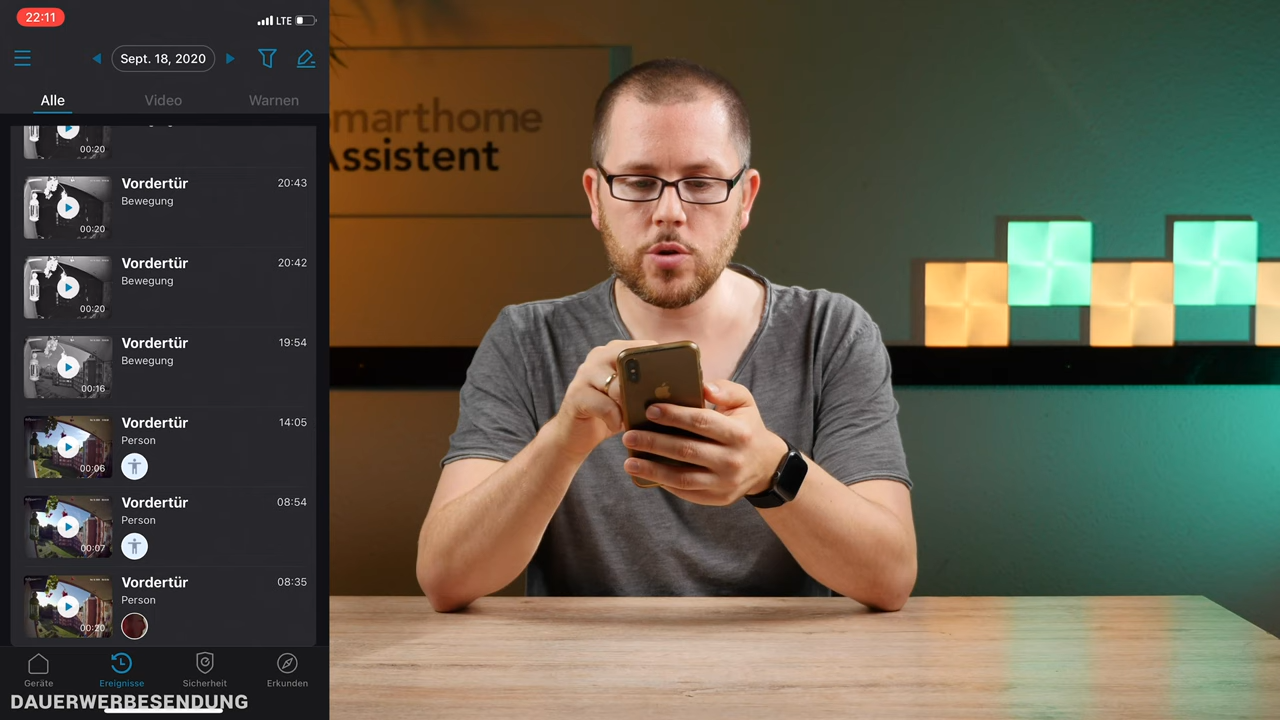 22:11
LTE
Sept. 18, 2020
Alle Video Warnen
00:20
Vordertür 20:43
Bewegung
00:20
Vordertür 20:42
Bewegung
00:20
Vordertür 19:54
Bewegung
00:16
Vordertür 14:05
Person
00:06
Vordertür 08:54
Person
00:07
Vordertür 08:35
Person
00:20
Geräte Ereignisse Sicherheit Erkunden
DAUERWERBESENDUNG
marthome
Assistent